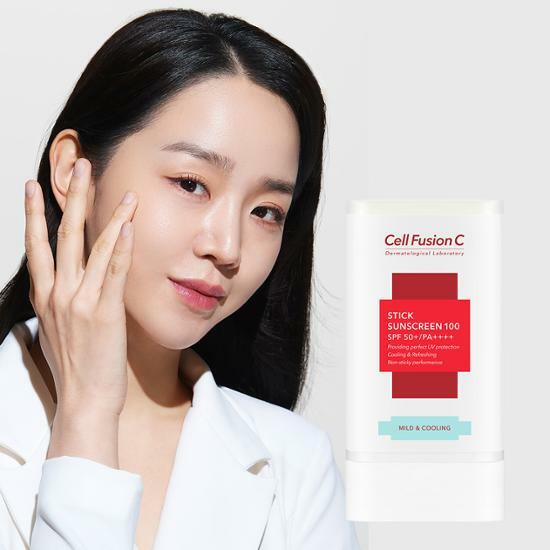 Cell Fusion C
Dermatological Laboratory
STICK
SUNSCREEN 100
SPF 50+/PA++++
Providing perfect UV protection
Cooling & Refreshing
Non-sticky performance
MILD & COOLING